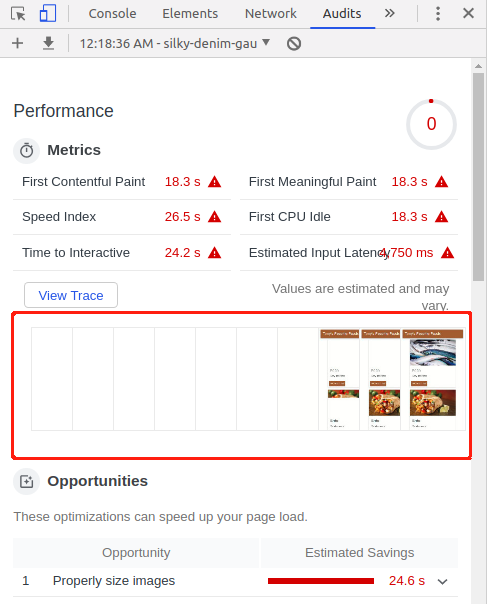 Console Elements Network Audits
12:18:36 AM - silky-denim-gau
Performance
0
Metrics
First Contentful Paint 18.3 s First Meaningful Paint 18.3 s
Speed Index 26.5 s First CPU Idle 18.3 s
Time to Interactive 24.2 s Estimated Input Latency 4,750 ms
View Trace
Values are estimated and may
vary.
Opportunities
These optimizations can speed up your page load.
Opportunity Estimated Savings
1 Properly size images 24.6 s